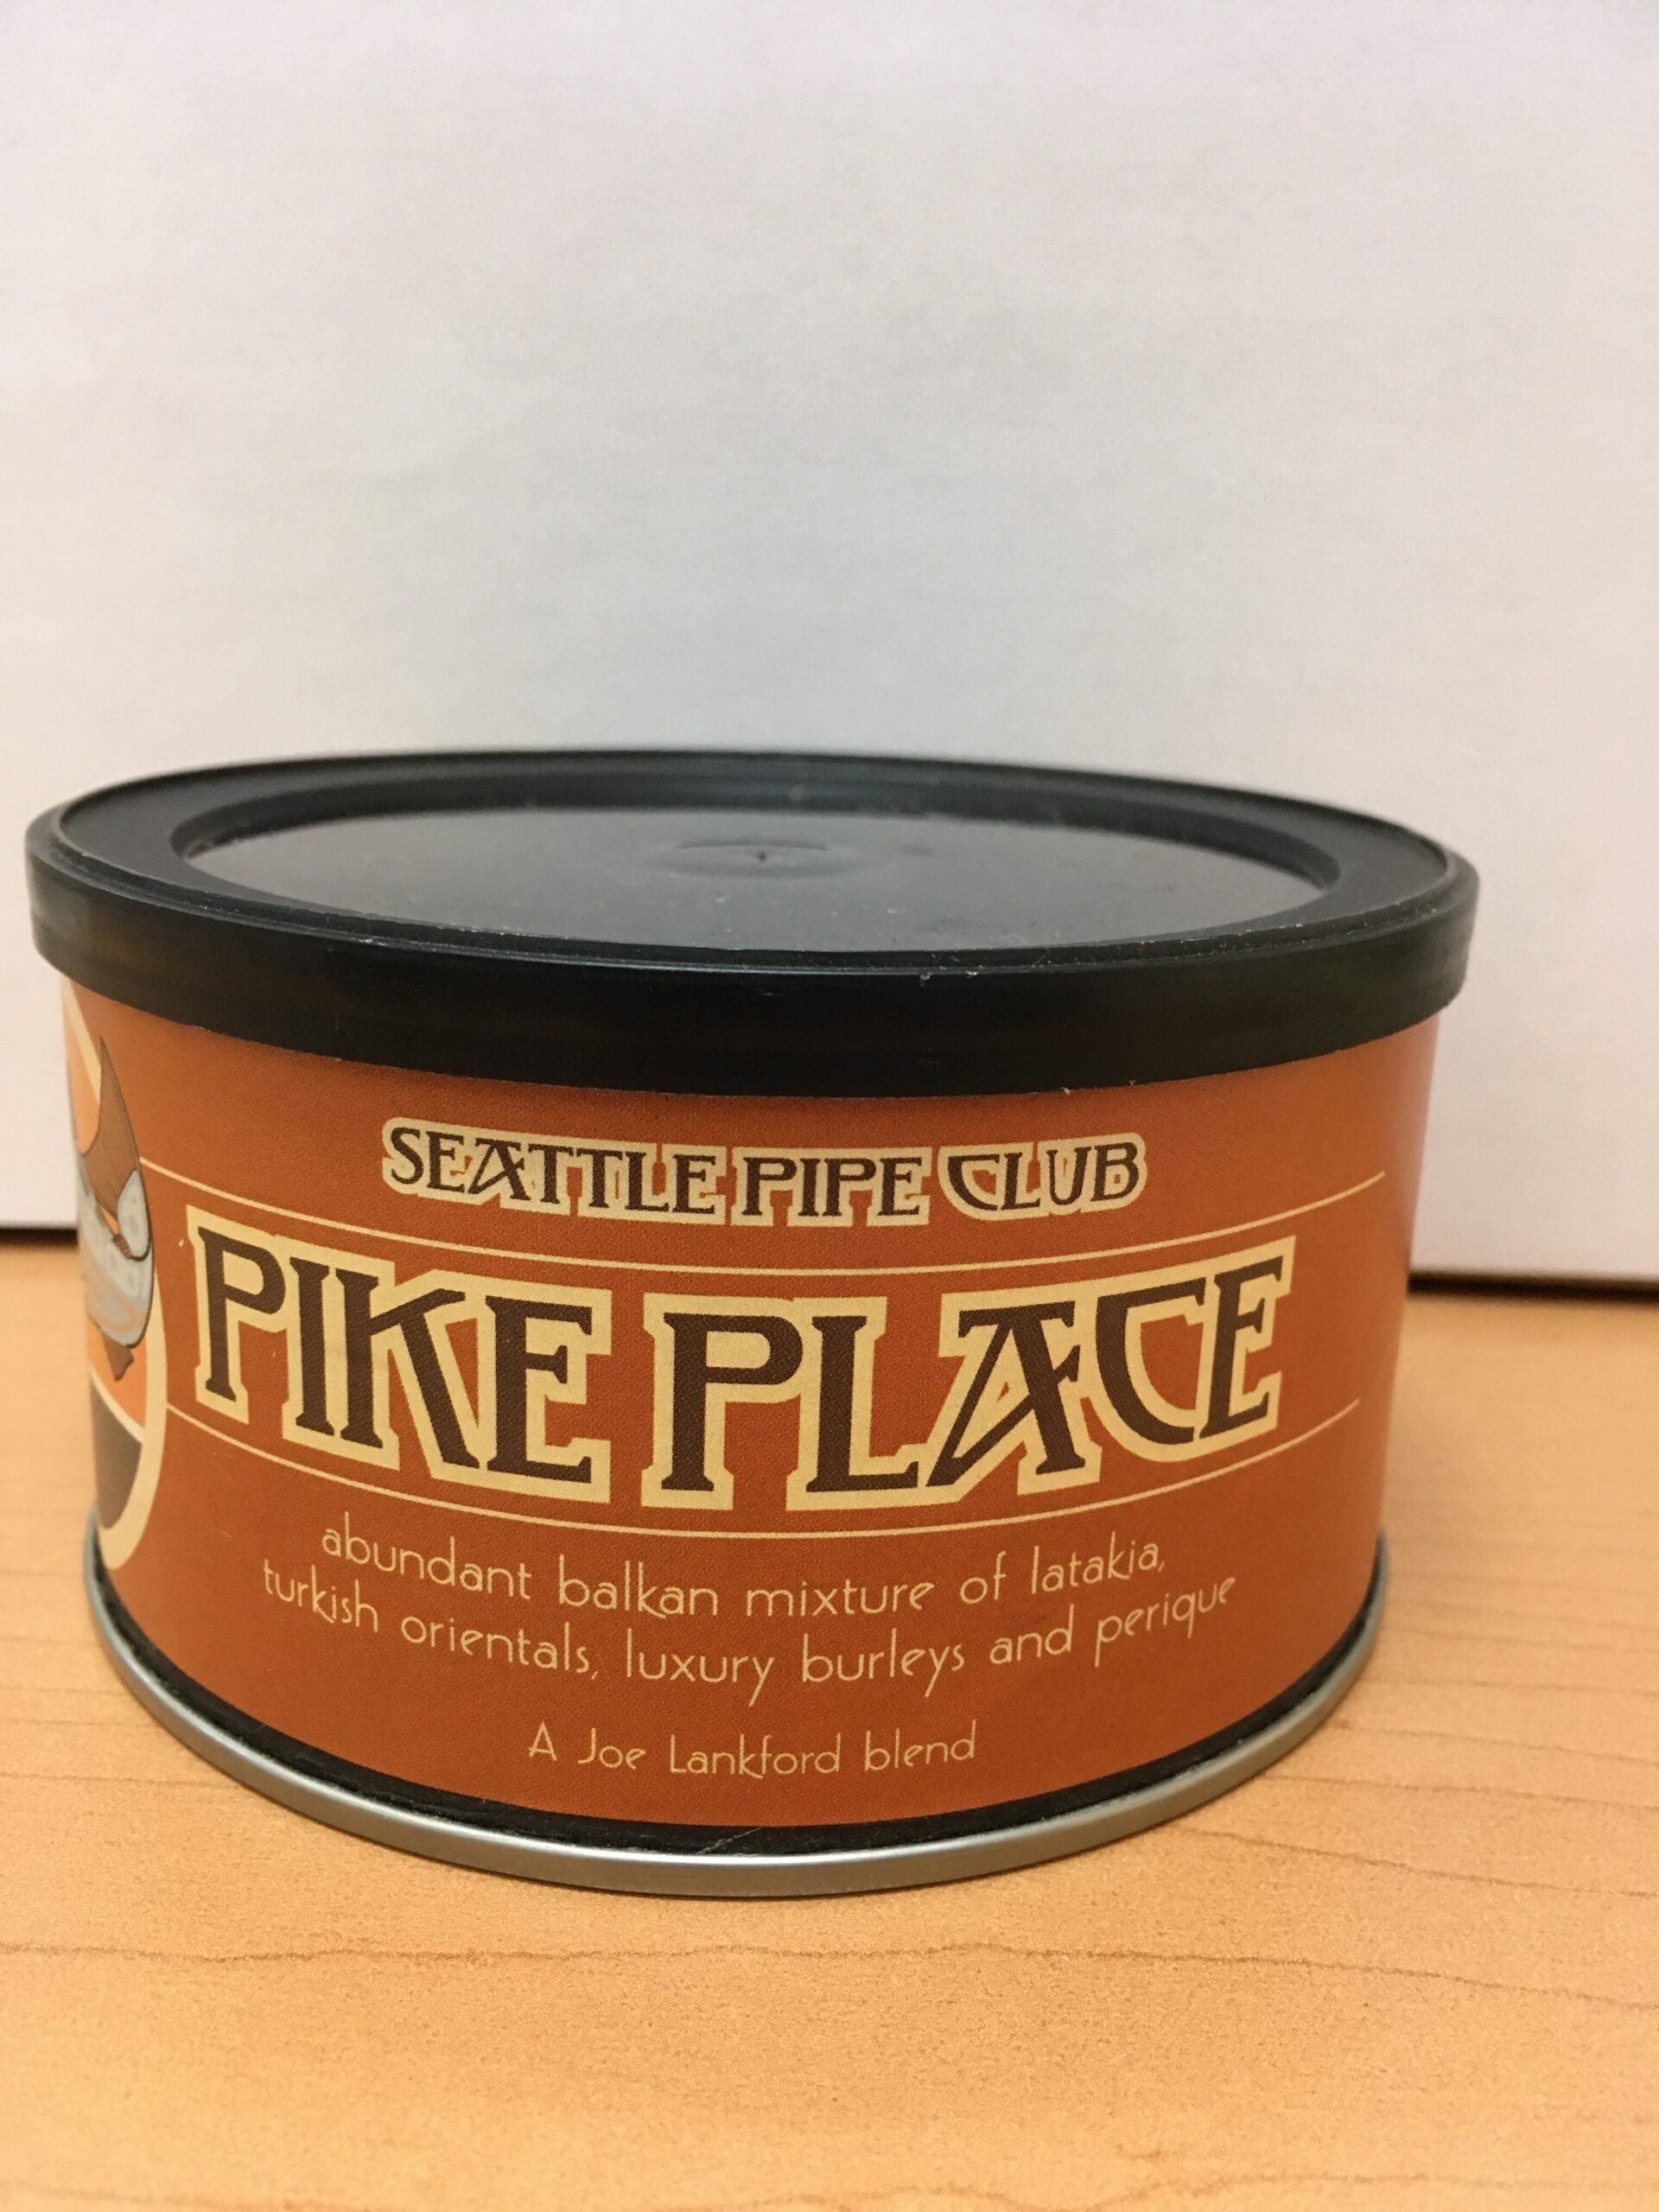 SEATTLE PIPE CLUB
PIKE PLACE
abundant balkan mixture of latakia,
turkish orientals, luxury burleys and perique
A Joe Lankford blend